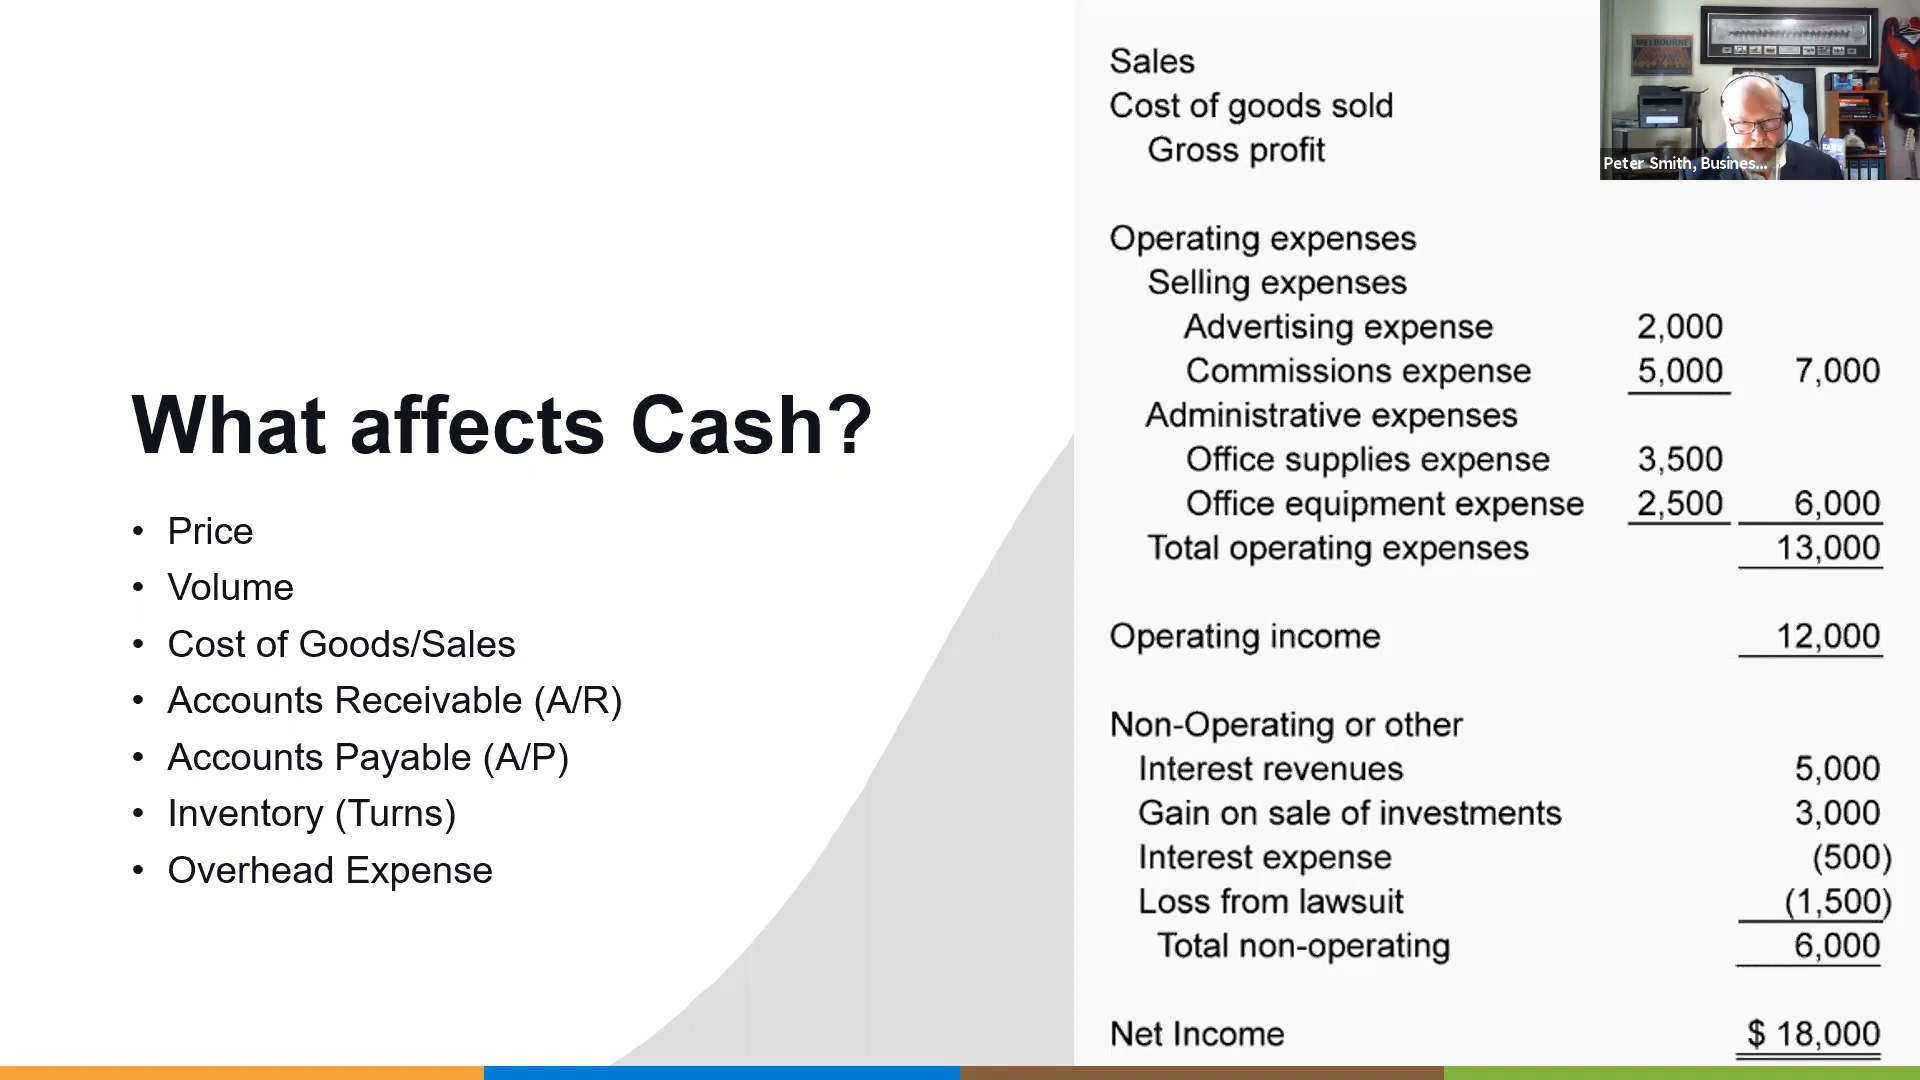 What affects Cash?
• Price
• Volume
• Cost of Goods/Sales
• Accounts Receivable (A/R)
• Accounts Payable (A/P)
• Inventory (Turns)
• Overhead Expense
Sales
Cost of goods sold
Gross profit
Operating expenses
Selling expenses
Advertising expense 2,000
Commissions expense 5,000 7,000
Administrative expenses
Office supplies expense 3,500
Office equipment expense 2,500 6,000
Total operating expenses 13,000
Operating income 12,000
Non-Operating or other
Interest revenues 5,000
Gain on sale of investments 3,000
Interest expense (500)
Loss from lawsuit (1,500)
Total non-operating 6,000
Net Income $ 18,000
MELBOURNE
Peter Smith, Busines...